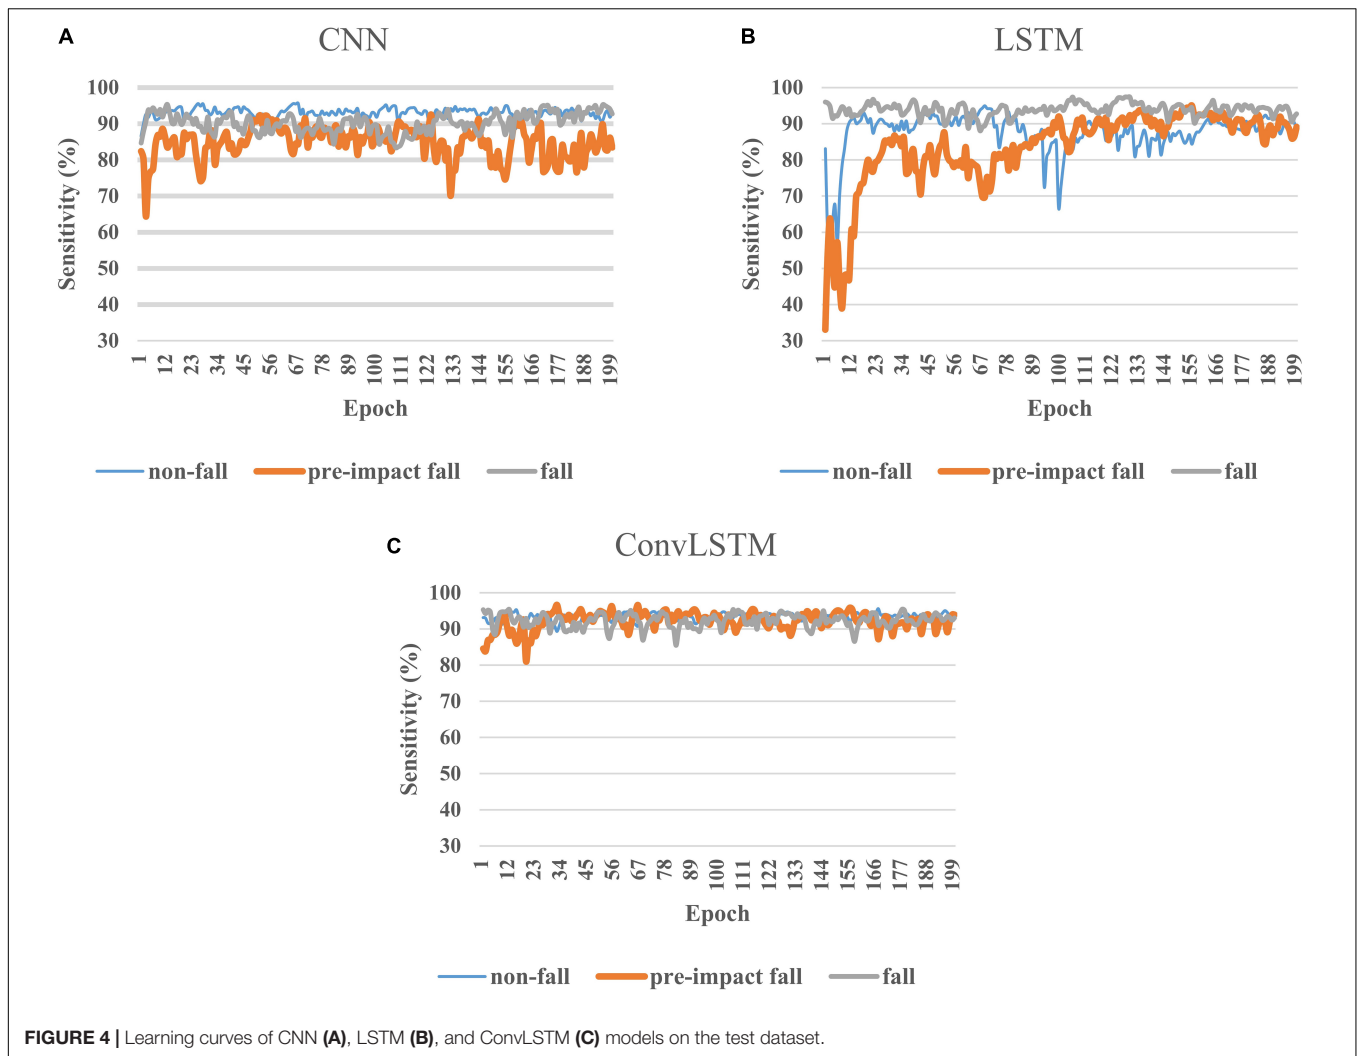 A
CNN
Sensitivity (%)
100
90
80
70
60
50
40
30
1 12 23 34 45 56 67 78 89 100 111 122 133 144 155 166 177 188 199
Epoch
non-fall pre-impact fall fall
B
LSTM
Sensitivity (%)
100
90
80
70
60
50
40
30
1 12 23 34 45 56 67 78 89 100 111 122 133 144 155 166 177 188 199
Epoch
non-fall pre-impact fall fall
C
ConvLSTM
Sensitivity (%)
100
90
80
70
60
50
40
30
1 12 23 34 45 56 67 78 89 100 111 122 133 144 155 166 177 188 199
Epoch
non-fall pre-impact fall fall
FIGURE 4 | Learning curves of CNN (A), LSTM (B), and ConvLSTM (C) models on the test dataset.